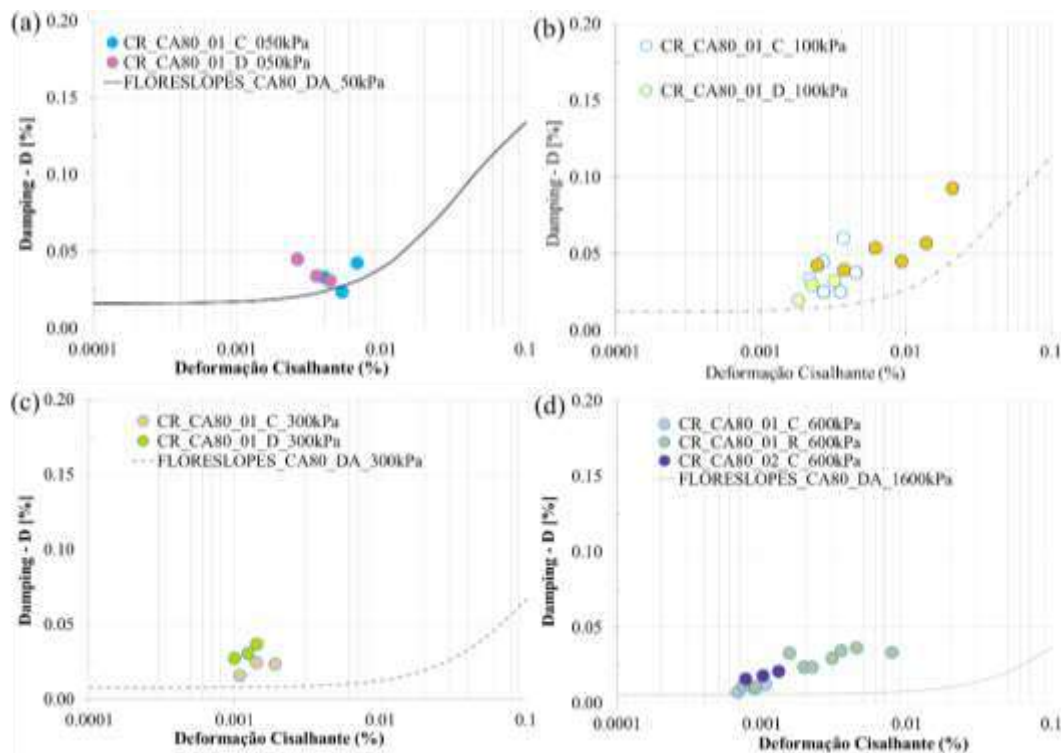 (a)
0.20
0.15
0.10
0.05
0.00
Damping - D [%]
CR_CA80_01_C_050kPa
CR_CA80_01_D_050kPa
FLORESLOPES_CA80_DA_50kPa
0.0001 0.001 0.01 0.1
Deformação Cisalhante (%)
(b)
0.20
0.15
0.10
0.05
0.00
Damping - D [%]
CR_CA80_01_C_100kPa
CR_CA80_01_D_100kPa
0.0001 0.001 0.01 0.1
Deformação Cisalhante (%)
(c)
0.20
0.15
0.10
0.05
0.00
Damping - D [%]
CR_CA80_01_C_300kPa
CR_CA80_01_D_300kPa
FLORESLOPES_CA80_DA_300kPa
0.0001 0.001 0.01 0.1
Deformação Cisalhante (%)
(d)
0.20
0.15
0.10
0.05
0.00
Damping - D [%]
CR_CA80_01_C_600kPa
CR_CA80_01_R_600kPa
CR_CA80_02_C_600kPa
FLORESLOPES_CA80_DA_1600kPa
0.0001 0.001 0.01 0.1
Deformação Cisalhante (%)